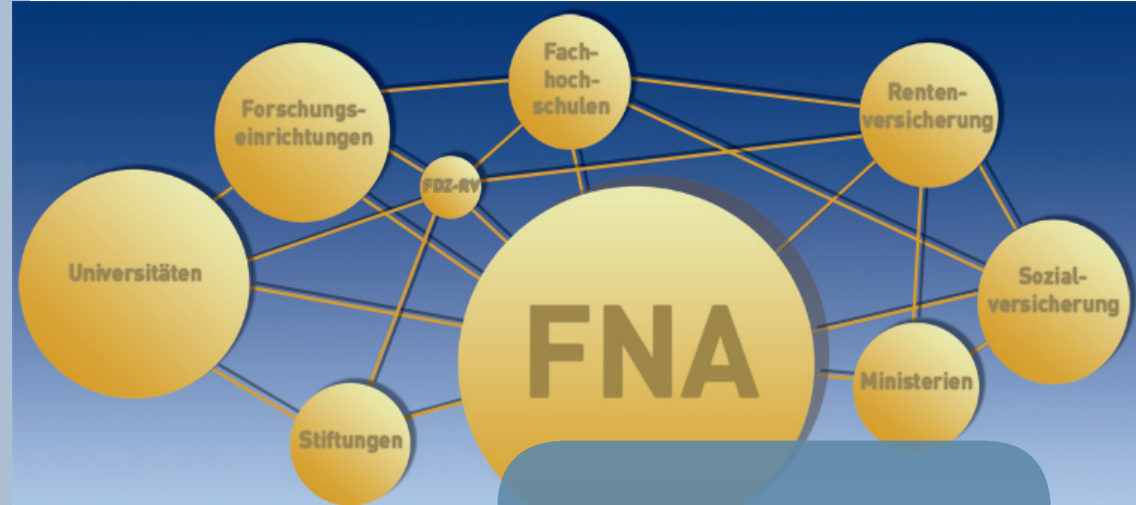 Fach-
hoch-
schulen
Forschungs-
einrichtungen
Renten-
versicherung
FDZ-RV
Universitäten
Sozial-
versicherung
FNA
Ministerien
Stiftungen